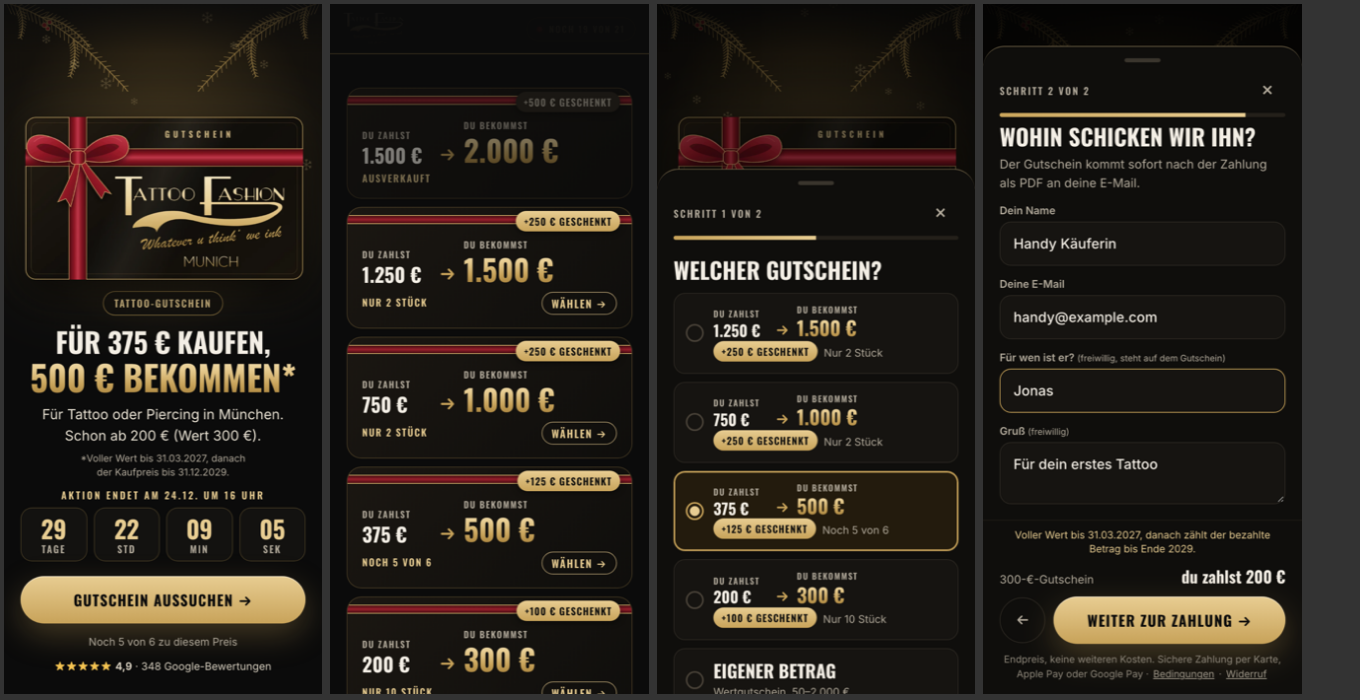 GUTSCHEIN
TATTOO FASHION
Whatever u think' we ink
MUNICH
TATTOO-GUTSCHEIN
FÜR 375 € KAUFEN,
500 € BEKOMMEN*
Für Tattoo oder Piercing in München.
Schon ab 200 € (Wert 300 €).
*Voller Wert bis 31.03.2027, danach
der Kaufpreis bis 31.12.2029.
AKTION ENDET AM 24.12. UM 16 UHR
29 22 09 05
TAGE STD MIN SEK
GUTSCHEIN AUSSUCHEN →
Noch 5 von 6 zu diesem Preis
★★★★★ 4,9 · 348 Google-Bewertungen
+500 € GESCHENKT
DU ZAHLST DU BEKOMMST
1.500 € → 2.000 €
AUSVERKAUFT
+250 € GESCHENKT
DU ZAHLST DU BEKOMMST
1.250 € → 1.500 €
NUR 2 STÜCK WÄHLEN →
+250 € GESCHENKT
DU ZAHLST DU BEKOMMST
750 € → 1.000 €
NUR 2 STÜCK WÄHLEN →
+125 € GESCHENKT
DU ZAHLST DU BEKOMMST
375 € → 500 €
NOCH 5 VON 6 WÄHLEN →
+100 € GESCHENKT
DU ZAHLST DU BEKOMMST
200 € → 300 €
NUR 10 STÜCK WÄHLEN →
GUTSCHEIN
SCHRITT 1 VON 2 ✕
WELCHER GUTSCHEIN?
DU ZAHLST DU BEKOMMST
1.250 € → 1.500 €
+250 € GESCHENKT Nur 2 Stück
DU ZAHLST DU BEKOMMST
750 € → 1.000 €
+250 € GESCHENKT Nur 2 Stück
DU ZAHLST DU BEKOMMST
375 € → 500 €
+125 € GESCHENKT Noch 5 von 6
DU ZAHLST DU BEKOMMST
200 € → 300 €
+100 € GESCHENKT Nur 10 Stück
EIGENER BETRAG
Wertgutschein, 50–2.000 €
SCHRITT 2 VON 2 ✕
WOHIN SCHICKEN WIR IHN?
Der Gutschein kommt sofort nach der Zahlung
als PDF an deine E-Mail.
Dein Name
Handy Käuferin
Deine E-Mail
handy@example.com
Für wen ist er? (freiwillig, steht auf dem Gutschein)
Jonas
Gruß (freiwillig)
Für dein erstes Tattoo
Voller Wert bis 31.03.2027, danach zählt der bezahlte
Betrag bis Ende 2029.
300-€-Gutschein du zahlst 200 €
← WEITER ZUR ZAHLUNG →
Endpreis, keine weiteren Kosten. Sichere Zahlung per Karte,
Apple Pay oder Google Pay · Bedingungen · Widerruf